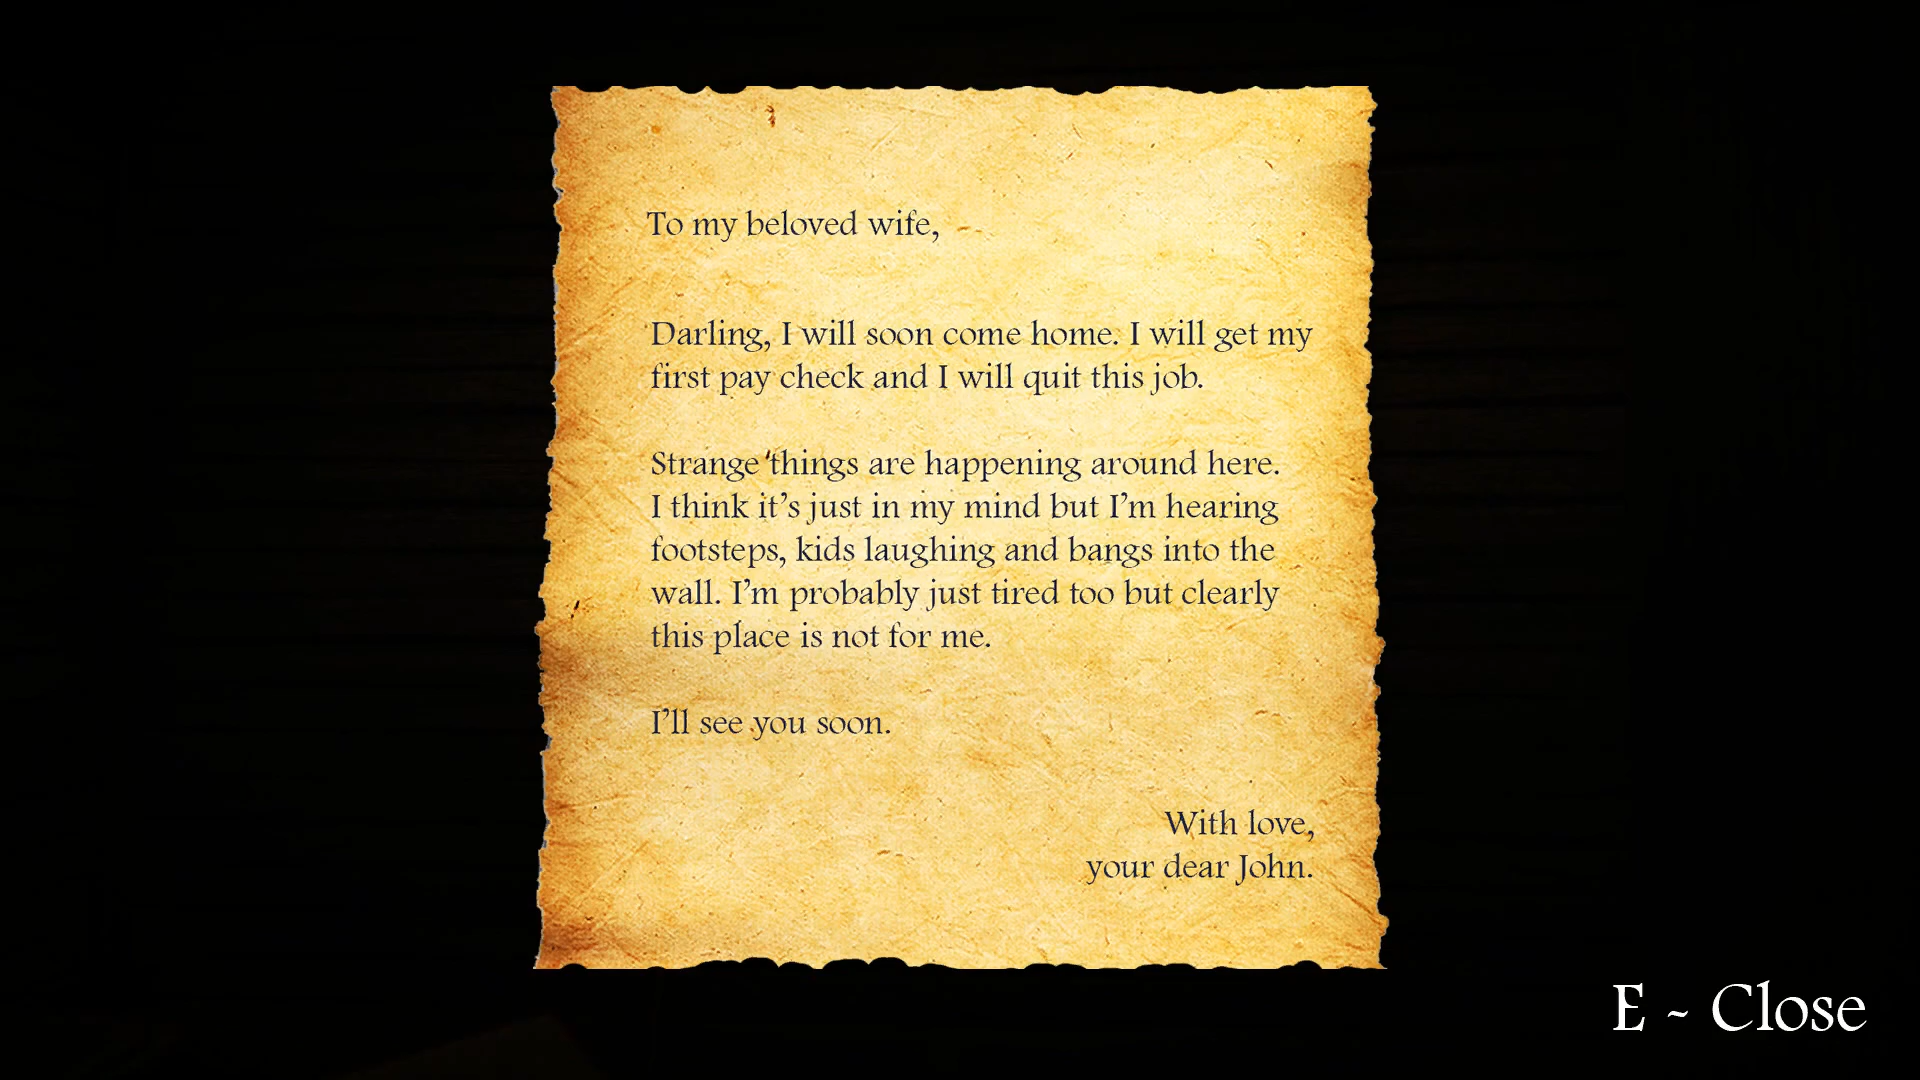 To my beloved wife,
Darling, I will soon come home. I will get my
first pay check and I will quit this job.
Strange things are happening around here.
I think it's just in my mind but I'm hearing
footsteps, kids laughing and bangs into the
wall. I'm probably just tired too but clearly
this place is not for me.
I'll see you soon.
With love,
your dear John.
E ~ Close